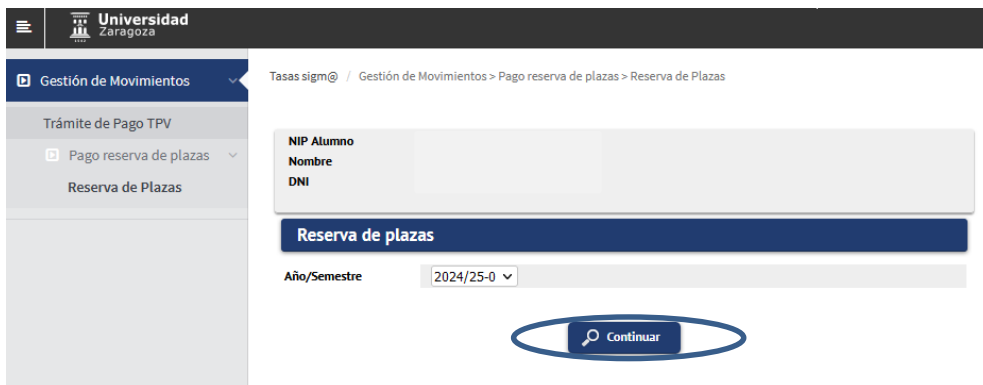 Universidad
Zaragoza
Gestión de Movimientos
Tasas sigm@ / Gestión de Movimientos > Pago reserva de plazas > Reserva de Plazas
Trámite de Pago TPV
Pago reserva de plazas
Reserva de Plazas
NIP Alumno
Nombre
DNI
Reserva de plazas
Año/Semestre 2024/25-0
Continuar